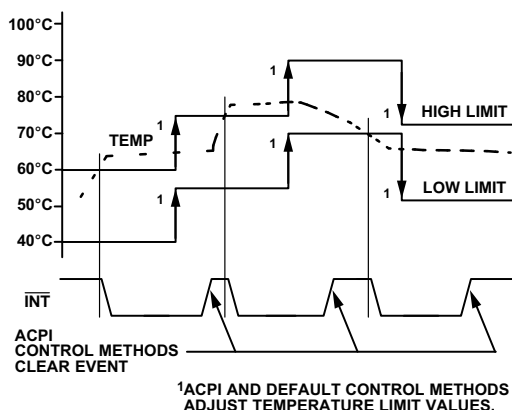 100°C
90°C
80°C
70°C
60°C
50°C
40°C
1
1
1
1
1
1
TEMP
HIGH LIMIT
LOW LIMIT
INT
ACPI
CONTROL METHODS
CLEAR EVENT
1ACPI AND DEFAULT CONTROL METHODS
ADJUST TEMPERATURE LIMIT VALUES.